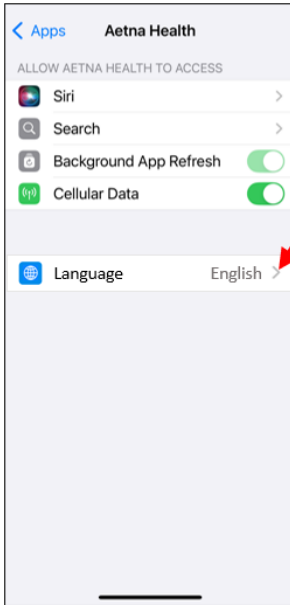 Apps Aetna Health
ALLOW AETNA HEALTH TO ACCESS
Siri
Search
Background App Refresh
Cellular Data
Language English